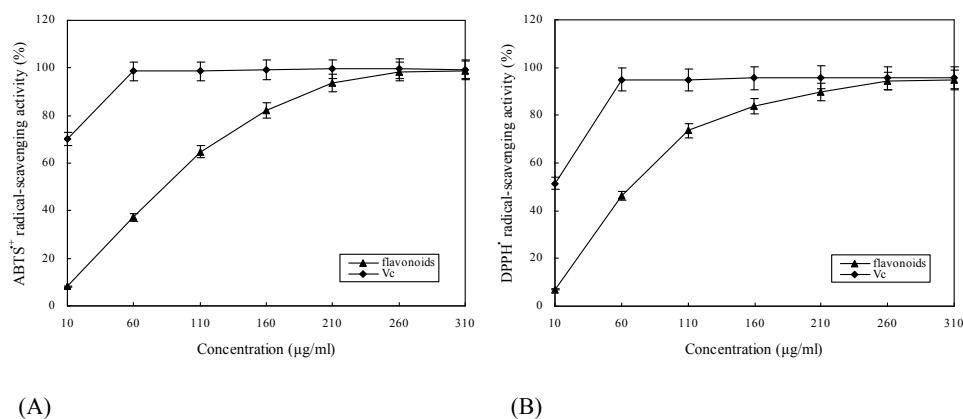 ABTS•+ radical-scavenging activity (%)
120
100
80
60
40
20
0
flavonoids
Vc
10 60 110 160 210 260 310
Concentration (μg/ml)
(A)
DPPH• radical-scavenging activity (%)
120
100
80
60
40
20
0
flavonoids
Vc
10 60 110 160 210 260 310
Concentration (μg/ml)
(B)